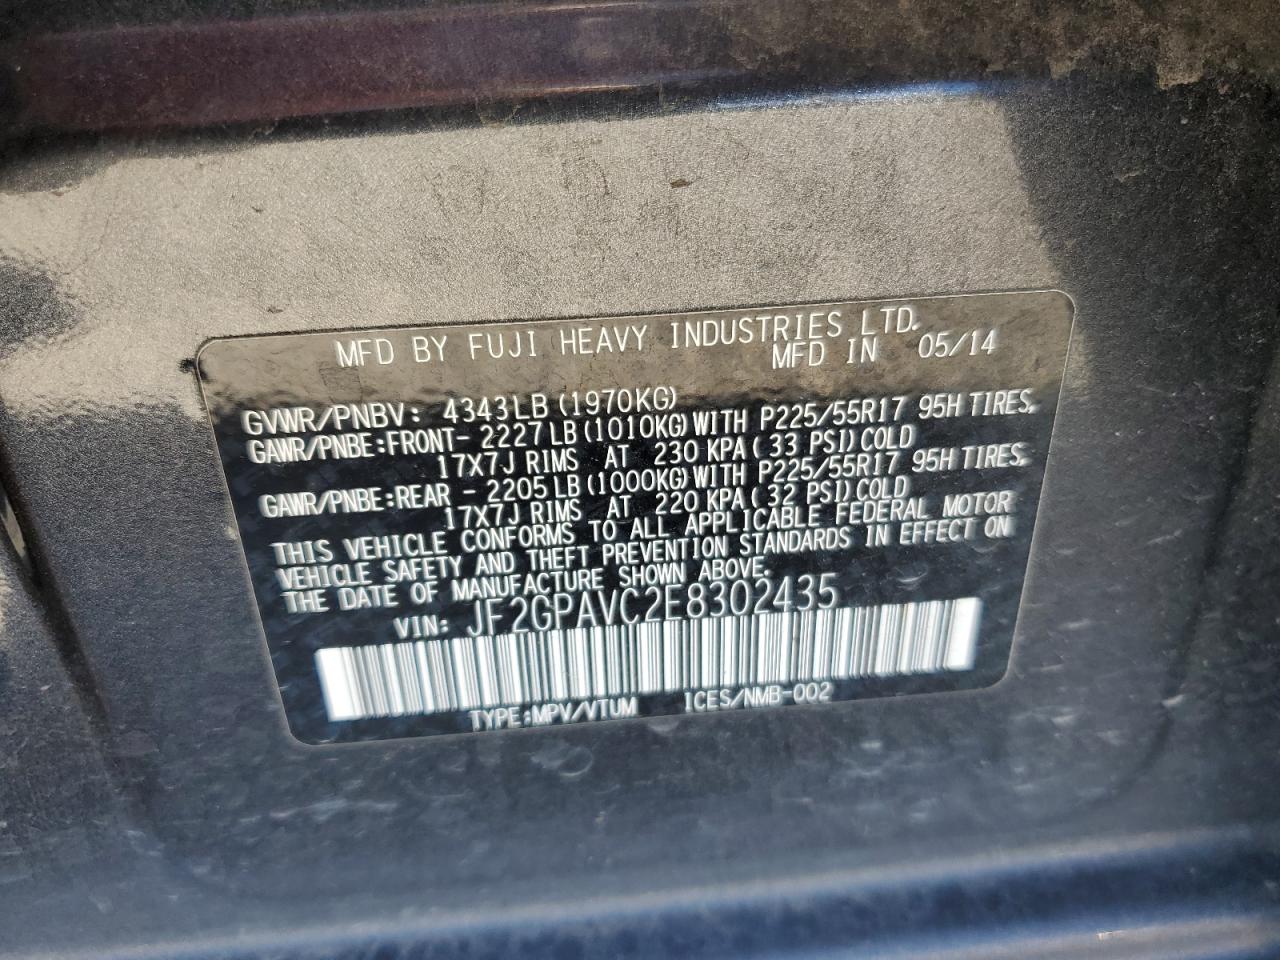 MFD BY FUJI HEAVY INDUSTRIES LTD.
MFD IN 05/14
GVWR/PNBV: 4343LB (1970KG)
GAWR/PNBE:FRONT- 2227LB (1010KG) WITH P225/55R17 95H TIRES,
17X7J RIMS AT 230 KPA ( 33 PSI) COLD
GAWR/PNBE:REAR - 2205LB (1000KG) WITH P225/55R17 95H TIRES,
17X7J RIMS AT 220 KPA ( 32 PSI) COLD
THIS VEHICLE CONFORMS TO ALL APPLICABLE FEDERAL MOTOR
VEHICLE SAFETY AND THEFT PREVENTION STANDARDS IN EFFECT ON
THE DATE OF MANUFACTURE SHOWN ABOVE.
VIN: JF2GPAVC2E8302435
TYPE:MPV/VTUM ICES/NMB-002